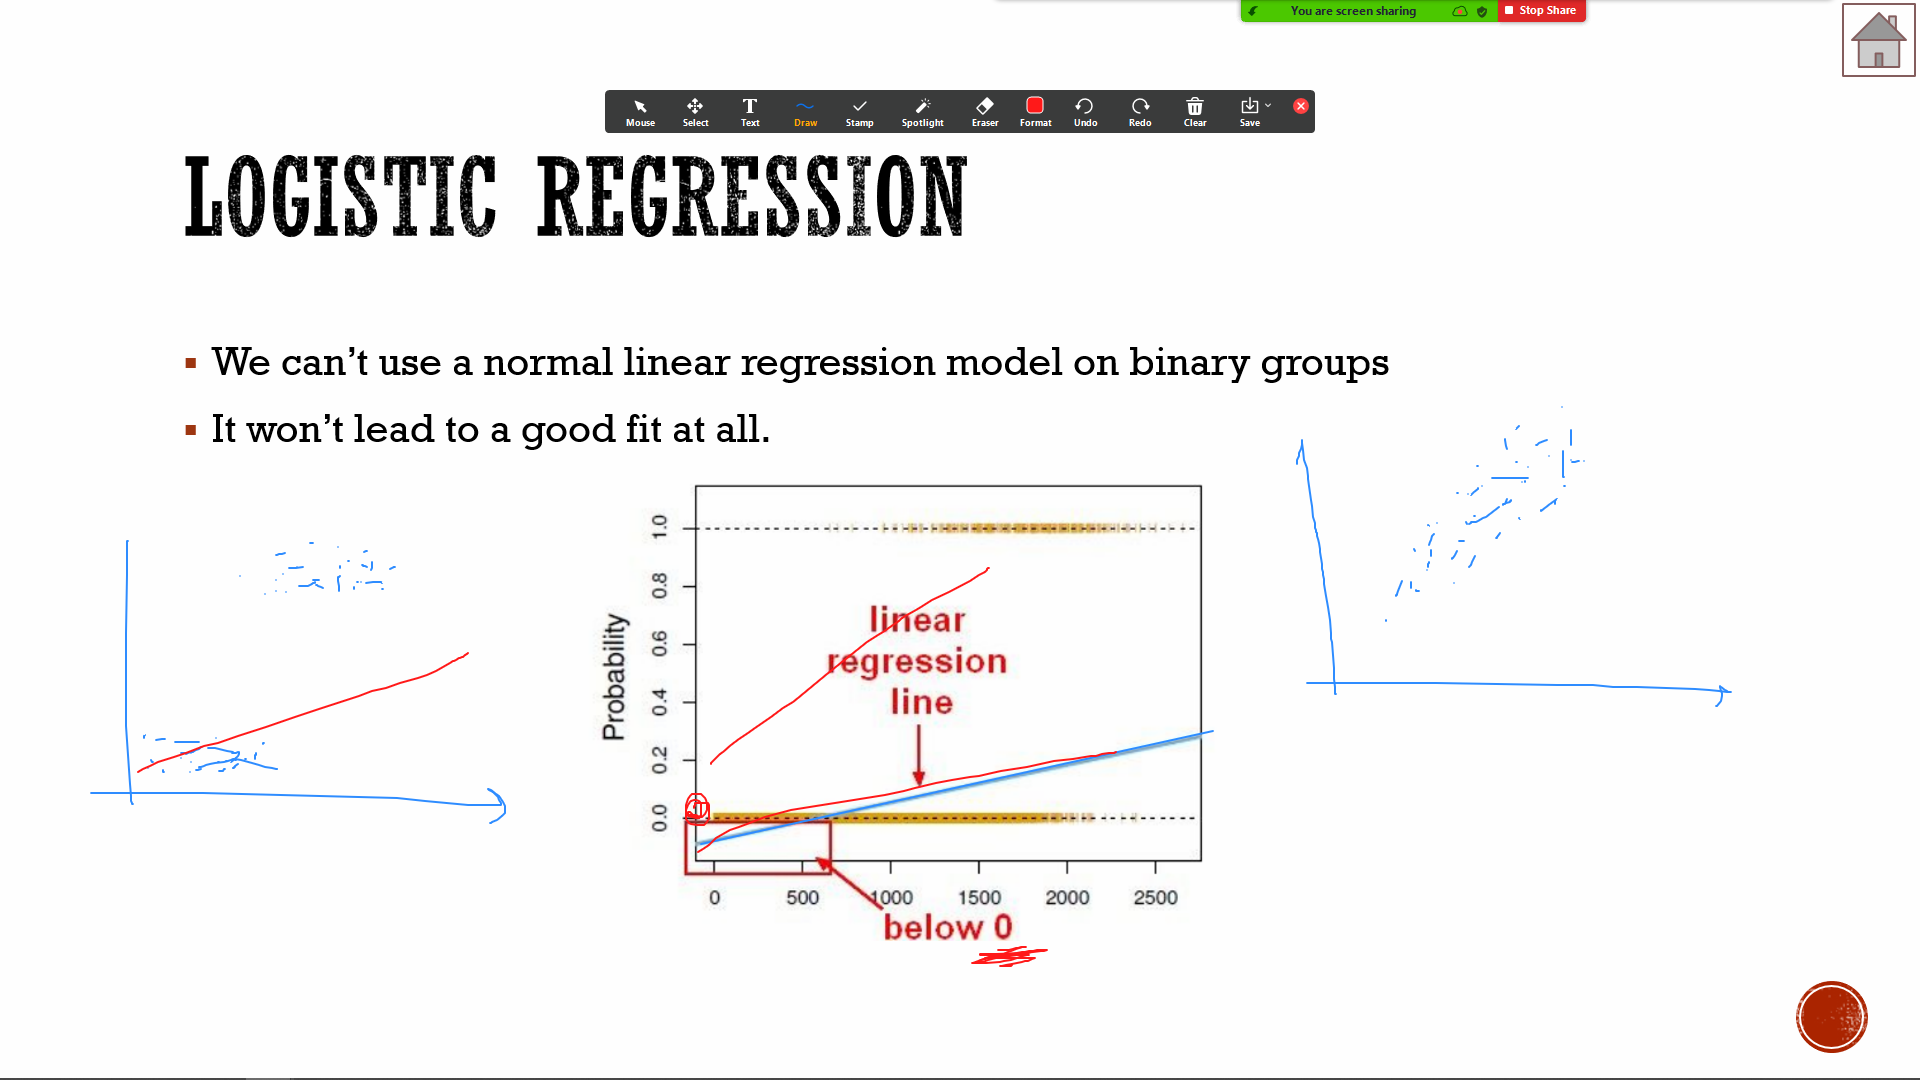 You are screen sharing Stop Share
Mouse Select Text Draw Stamp Spotlight Eraser Format Undo Redo Clear Save
LOGISTIC REGRESSION
We can’t use a normal linear regression model on binary groups
It won’t lead to a good fit at all.
Probability
1.0
0.8
0.6
0.4
0.2
0.0
linear
regression
line
0 500 1000 1500 2000 2500
below 0